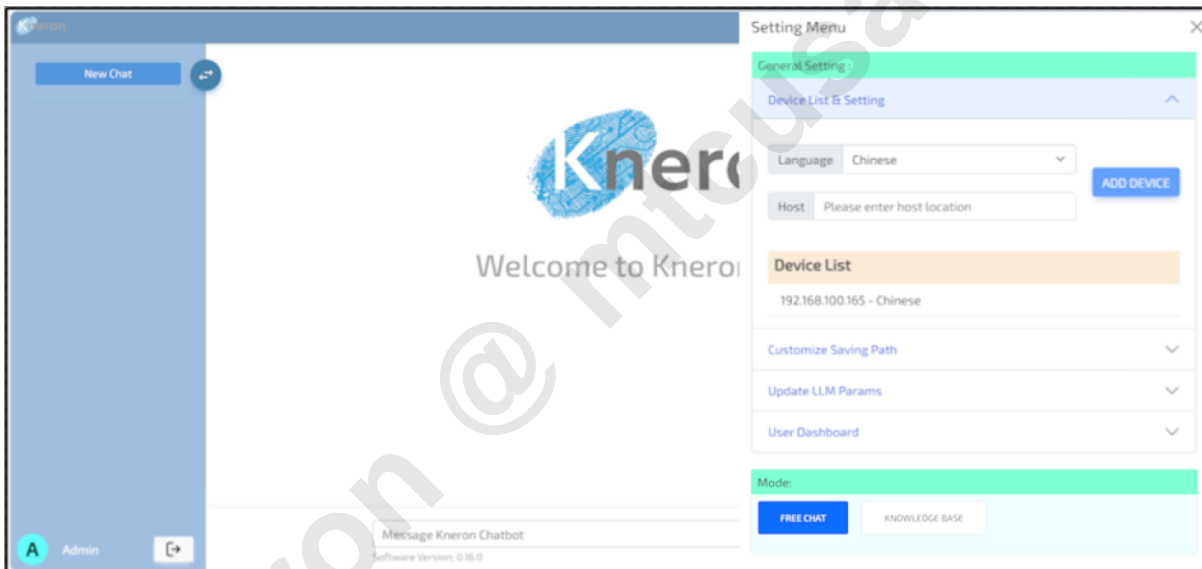 Kneron
Setting Menu
General Setting :
New Chat
Device List & Setting
Language Chinese
ADD DEVICE
Host Please enter host location
Kner
Welcome to Knero
Device List
192.168.100.165 - Chinese
Customize Saving Path
Update LLM Params
User Dashboard
Mode:
FREE CHAT KNOWLEDGE BASE
Message Kneron Chatbot
A Admin
Software Version: 0.16.0
ron @ mtcusa